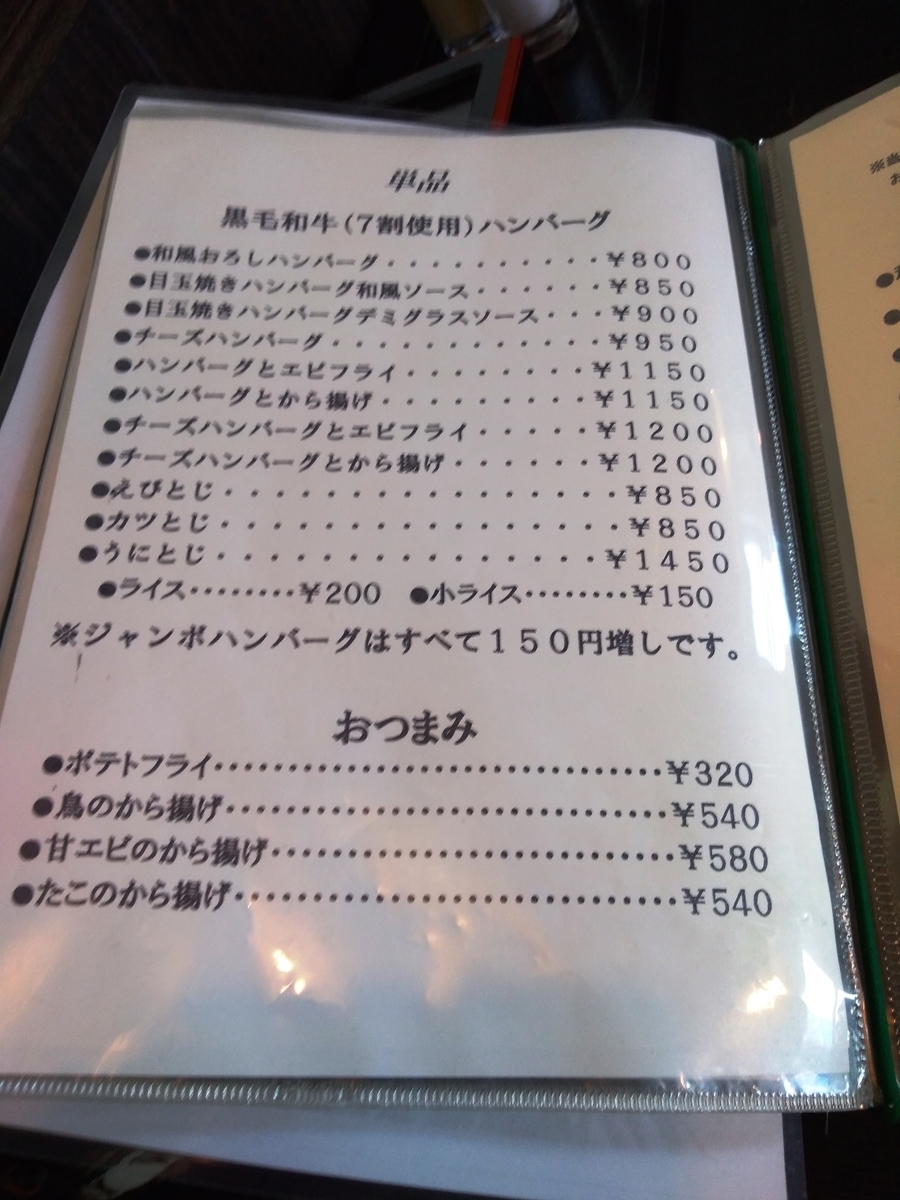 単品
黒毛和牛(7割使用)ハンバーグ
●和風おろしハンバーグ・・・・・・・・・・¥800
●目玉焼きハンバーグ和風ソース・・・・・・¥850
●目玉焼きハンバーグデミグラスソース・・・¥900
●チーズハンバーグ・・・・・・・・・・・・¥950
●ハンバーグとエビフライ・・・・・・・・¥1150
●ハンバーグとから揚げ・・・・・・・・・¥1150
●チーズハンバーグとエビフライ・・・・・¥1200
●チーズハンバーグとから揚げ・・・・・・¥1200
●えびとじ・・・・・・・・・・・・・・・・¥850
●カツとじ・・・・・・・・・・・・・・・・¥850
●うにとじ・・・・・・・・・・・・・・・¥1450
●ライス・・・・・・・・¥200 ●小ライス・・・・・・・・¥150
※ジャンボハンバーグはすべて150円増しです。
おつまみ
●ポテトフライ・・・・・・・・・・・・・・・・・・・・・・・・・・・・・・¥320
●鳥のから揚げ・・・・・・・・・・・・・・・・・・・・・・・・・・・・・・¥540
●甘エビのから揚げ・・・・・・・・・・・・・・・・・・・・・・・・・・・¥580
●たこのから揚げ・・・・・・・・・・・・・・・・・・・・・・・・・・・・・¥540